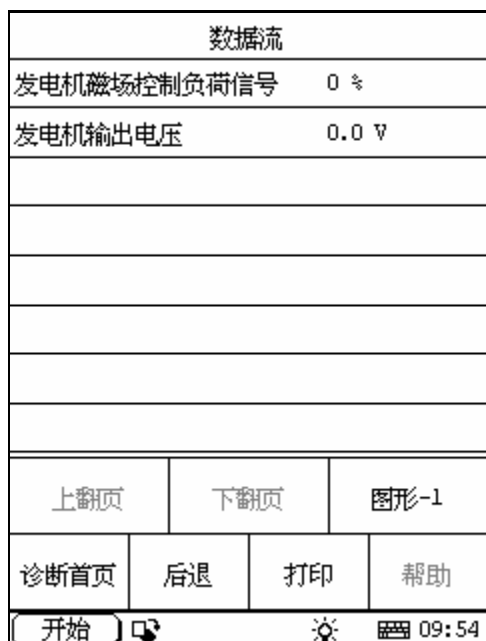 数据流
发电机磁场控制负荷信号 0 %
发电机输出电压 0.0 V
上翻页 下翻页 图形-1
诊断首页 后退 打印 帮助
开始 09:54